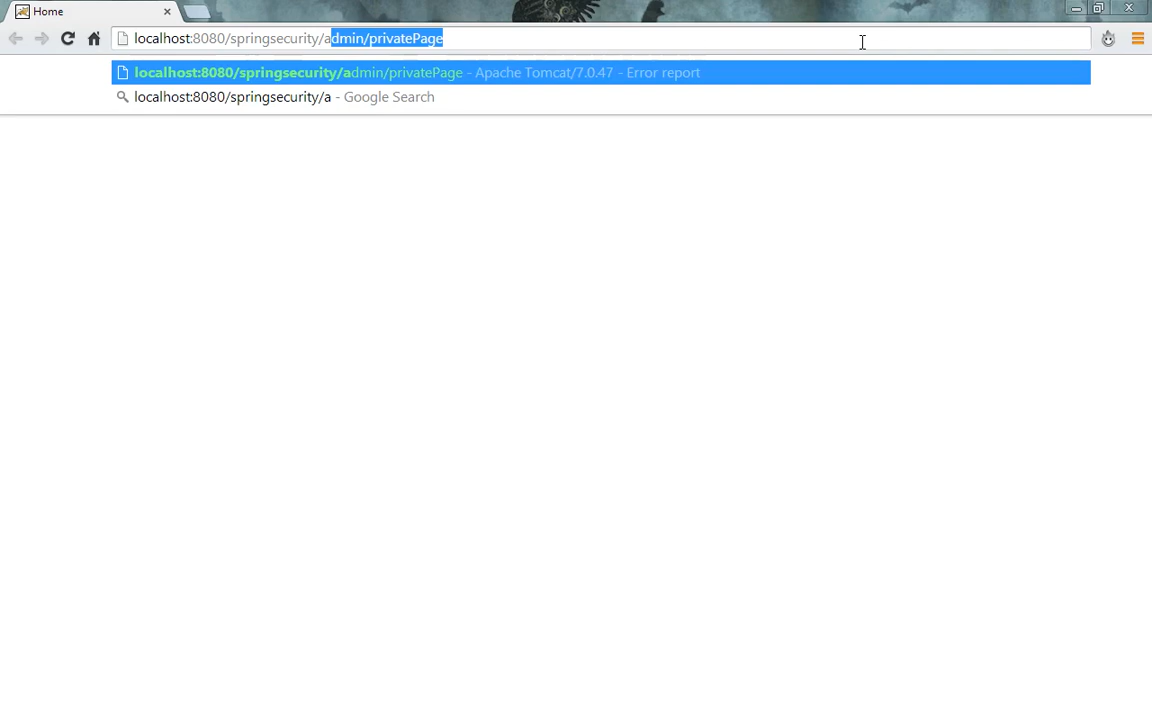 Home
localhost:8080/springsecurity/admin/privatePage
localhost:8080/springsecurity/admin/privatePage - Apache Tomcat/7.0.47 - Error report
localhost:8080/springsecurity/a - Google Search